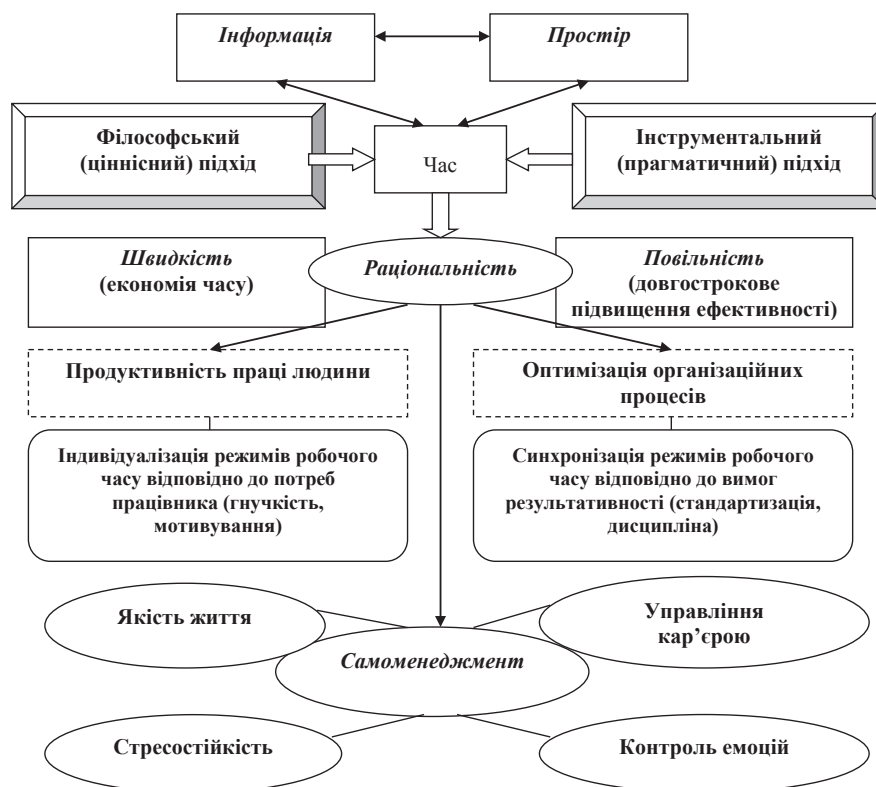 Інформація
Простір
Філософський
(ціннісний) підхід
Час
Інструментальний
(прагматичний) підхід
Швидкість
(економія часу)
Раціональність
Повільність
(довгострокове
підвищення ефективності)
Продуктивність праці людини
Оптимізація організаційних
процесів
Індивідуалізація режимів робочого
часу відповідно до потреб
працівника (гнучкість,
мотивування)
Синхронізація режимів робочого
часу відповідно до вимог
результативності (стандартизація,
дисципліна)
Якість життя
Управління
кар’єрою
Самоменеджмент
Стресостійкість
Контроль емоцій